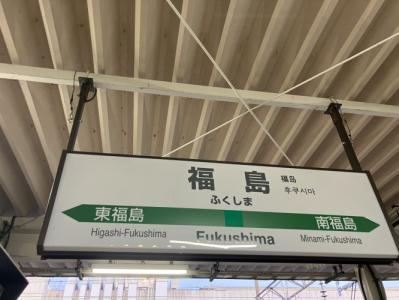 福島
福岛
후쿠시마
ふくしま
東福島
Higashi-Fukushima
Fukushima
南福島
Minami-Fukushima